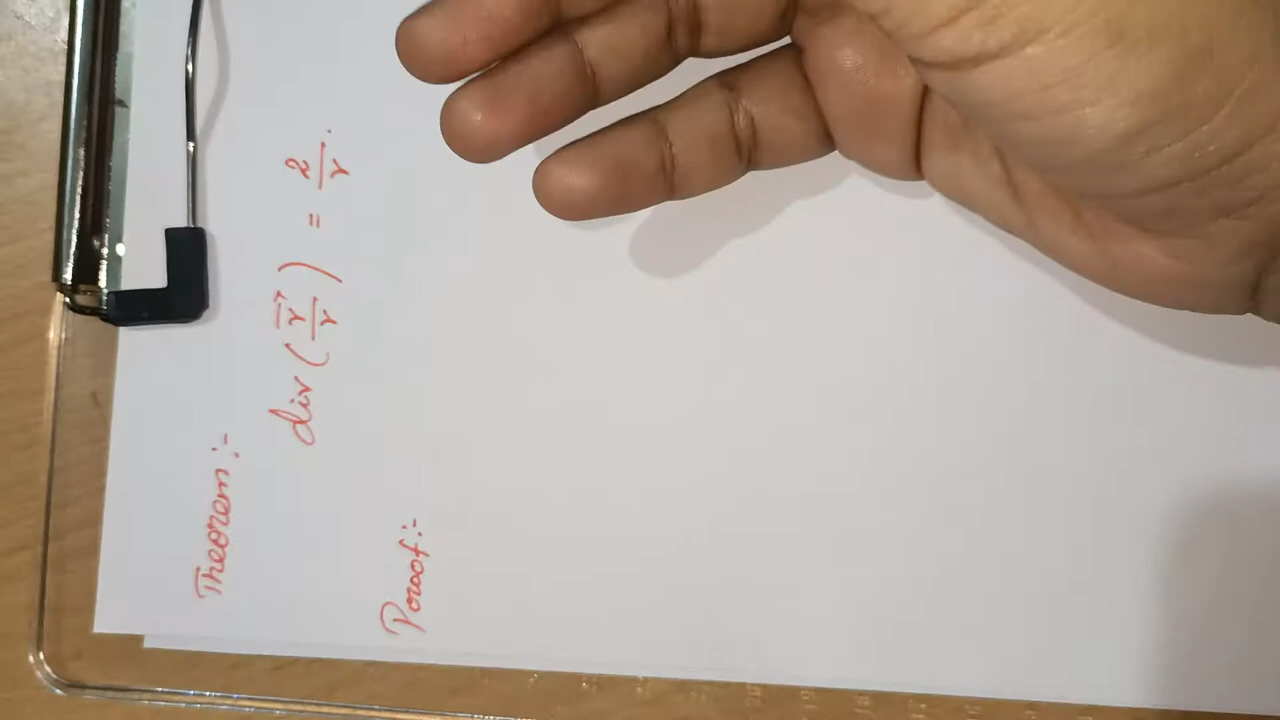 Theorem:-
div(r⃗/r) = 2/r.
Proof:-